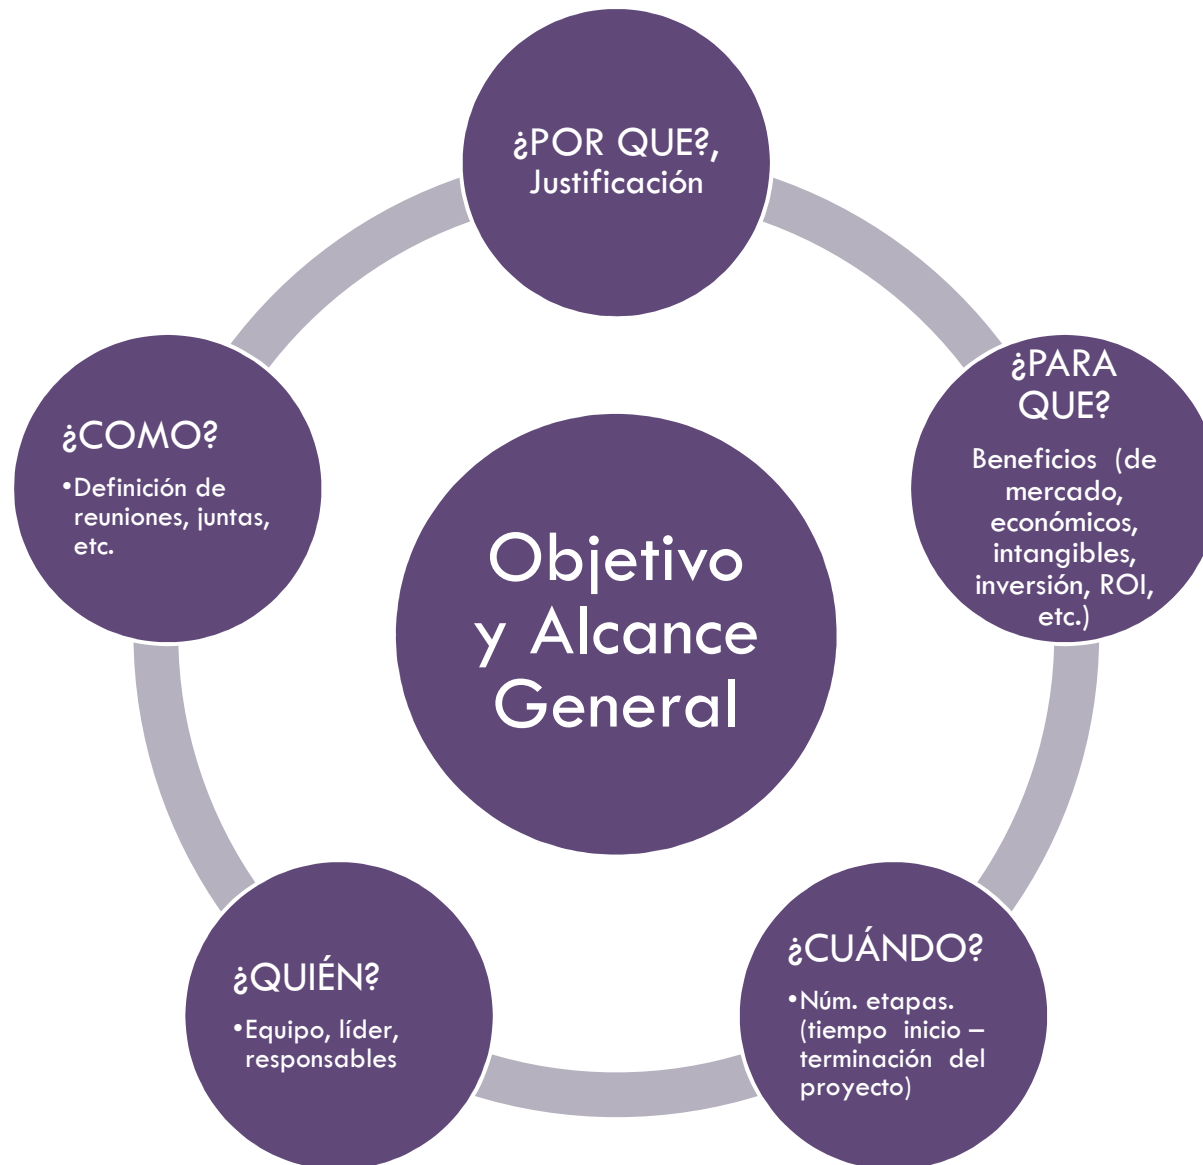 ¿POR QUE?,
Justificación
¿PARA
QUE?
Beneficios (de
mercado,
económicos,
intangibles,
inversión, ROI,
etc.)
¿CUÁNDO?
•Núm. etapas.
(tiempo inicio –
terminación del
proyecto)
¿QUIÉN?
•Equipo, líder,
responsables
¿COMO?
•Definición de
reuniones, juntas,
etc.
Objetivo
y Alcance
General